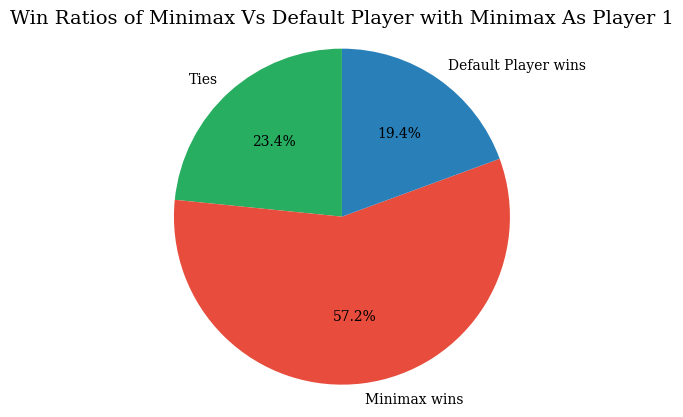 Win Ratios of Minimax Vs Default Player with Minimax As Player 1
Default Player wins
Ties
19.4%
23.4%
57.2%
Minimax wins